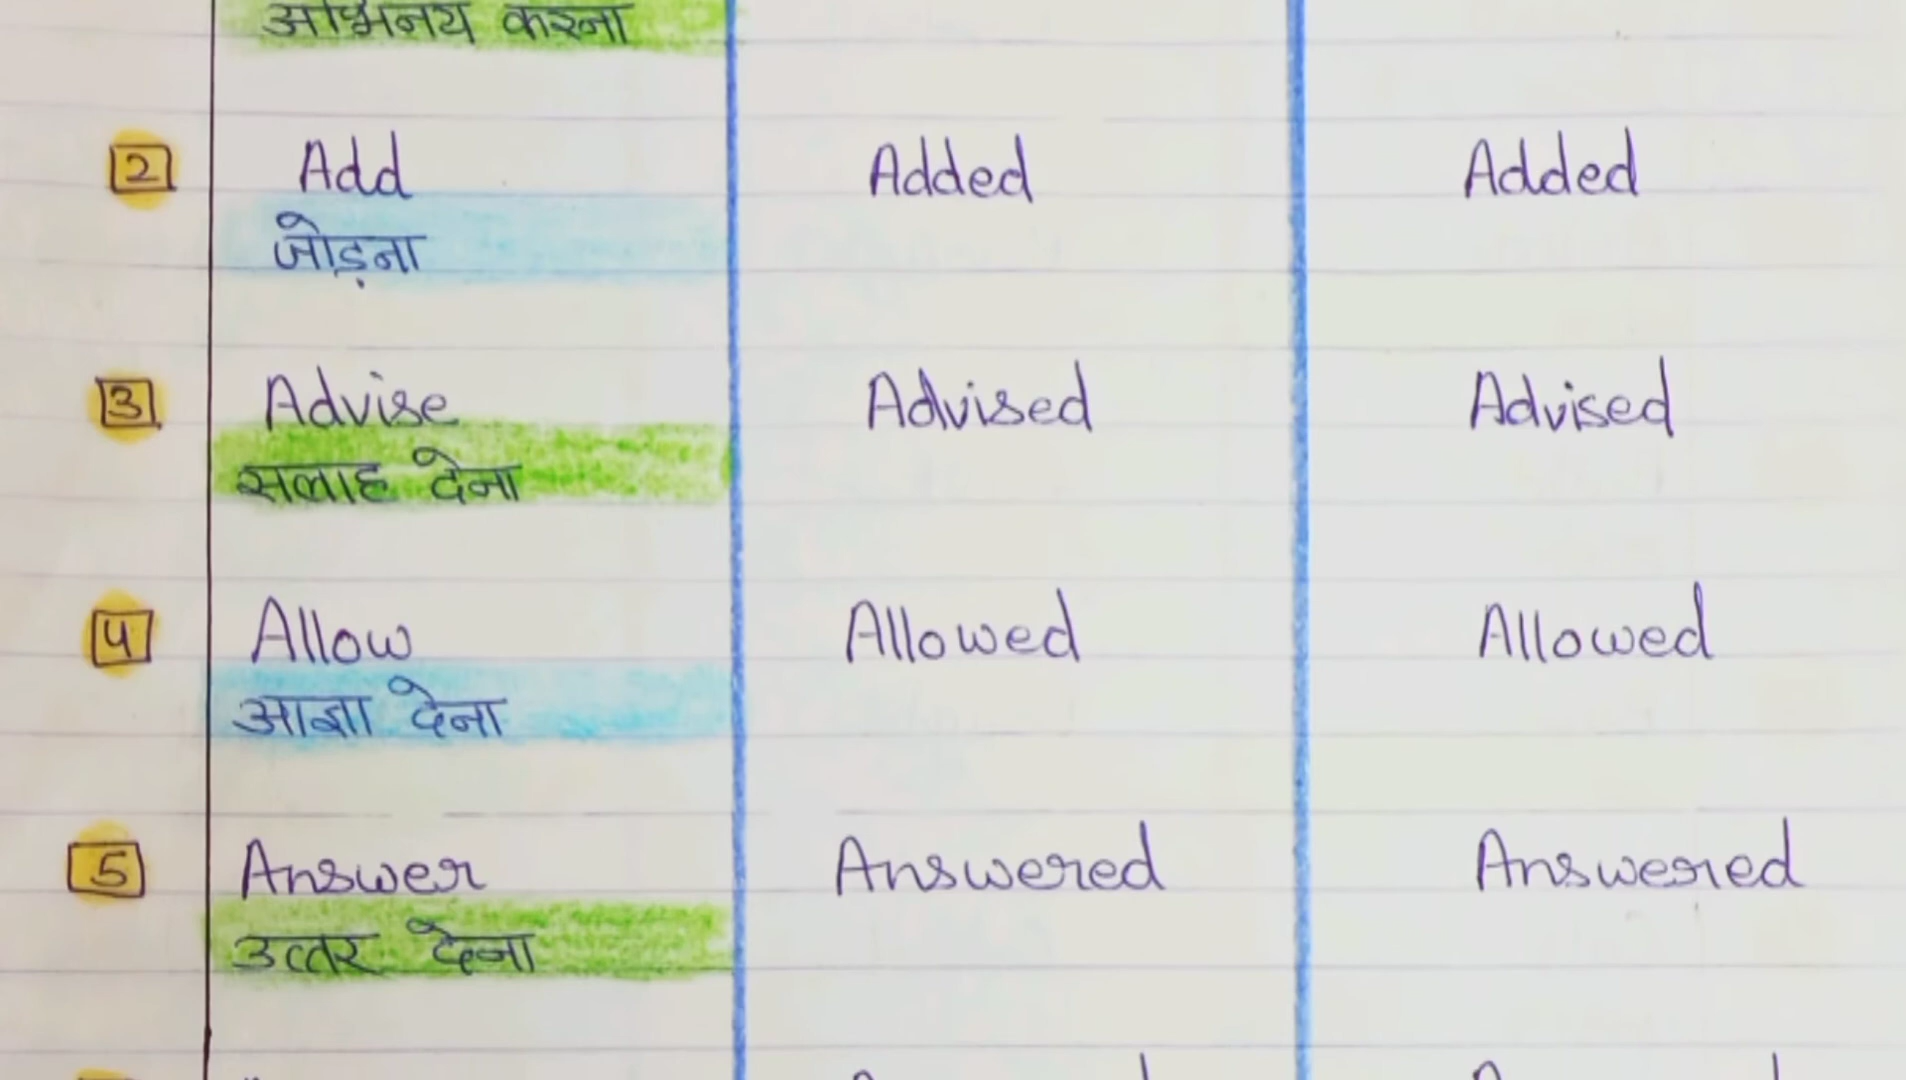 अभिनय करना
2 Add Added Added
जोड़ना
3 Advise Advised Advised
सलाह देना
4 Allow Allowed Allowed
आज्ञा देना
5 Answer Answered Answered
उत्तर देना